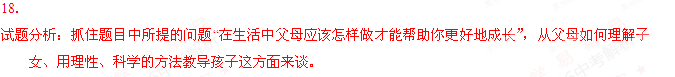 18.
试题分析：抓住题目中所提的问题“在生活中父母应该怎样做才能帮助你更好地成长”，从父母如何理解子
女、用理性、科学的方法教导孩子这方面来谈。